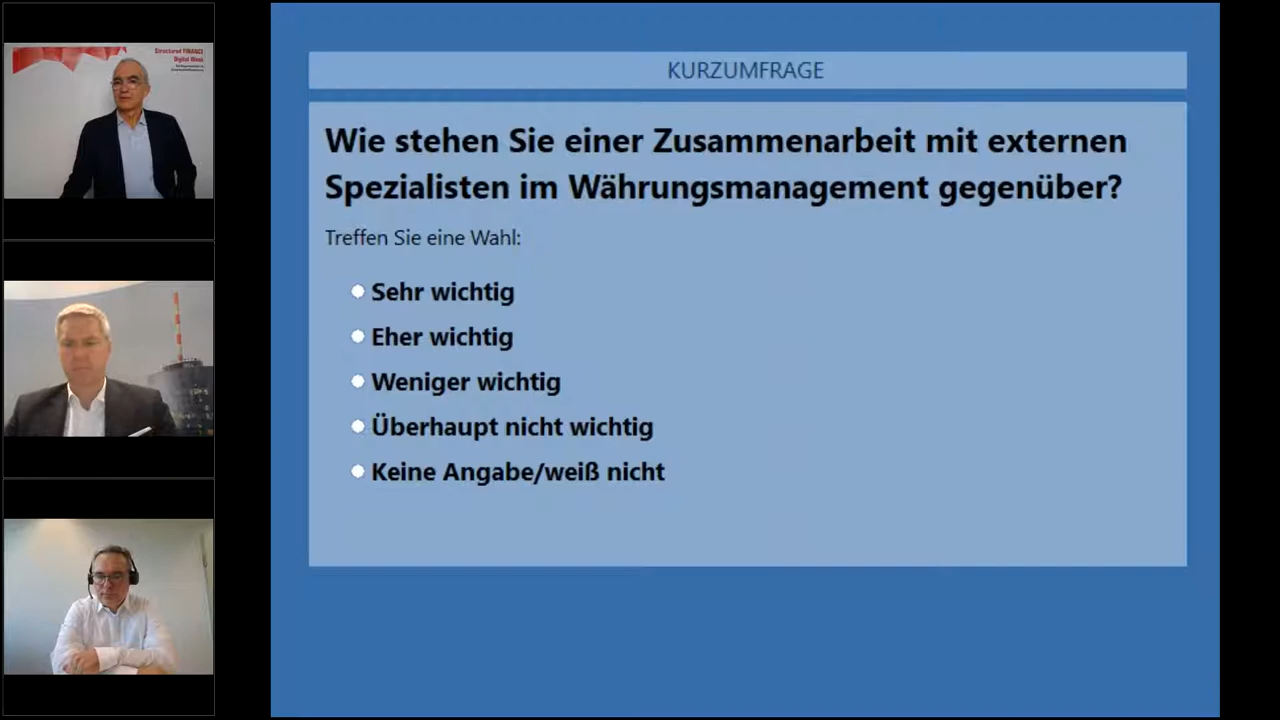 Structured FINANCE
Digital Week
KURZUMFRAGE
Wie stehen Sie einer Zusammenarbeit mit externen
Spezialisten im Währungsmanagement gegenüber?
Treffen Sie eine Wahl:
Sehr wichtig
Eher wichtig
Weniger wichtig
Überhaupt nicht wichtig
Keine Angabe/weiß nicht